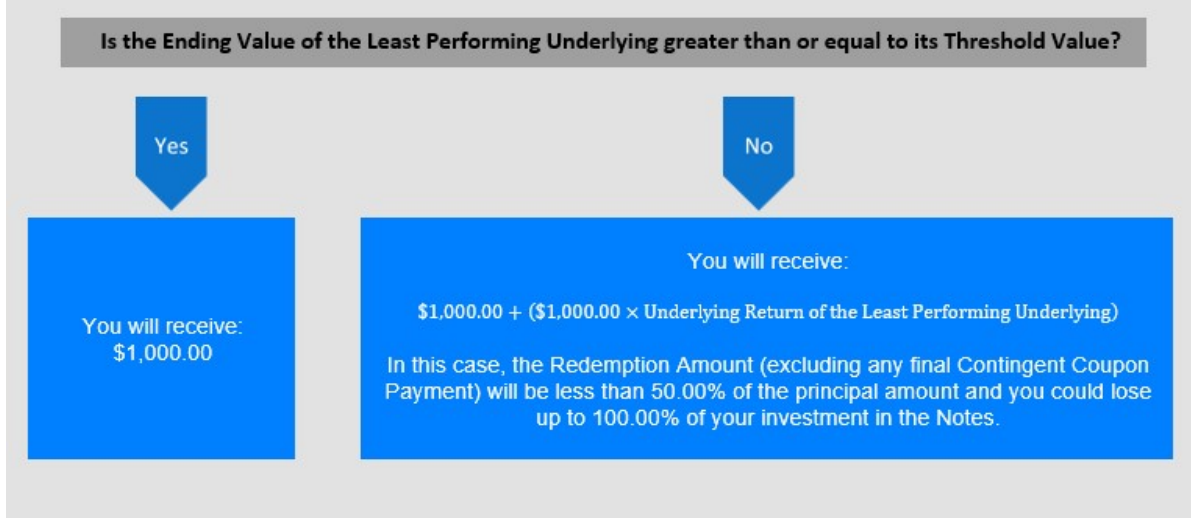 Is the Ending Value of the Least Performing Underlying greater than or equal to its Threshold Value?
Yes
No
You will receive:
$1,000.00
You will receive:
$1,000.00 + ($1,000.00 × Underlying Return of the Least Performing Underlying)
In this case, the Redemption Amount (excluding any final Contingent Coupon
Payment) will be less than 50.00% of the principal amount and you could lose
up to 100.00% of your investment in the Notes.